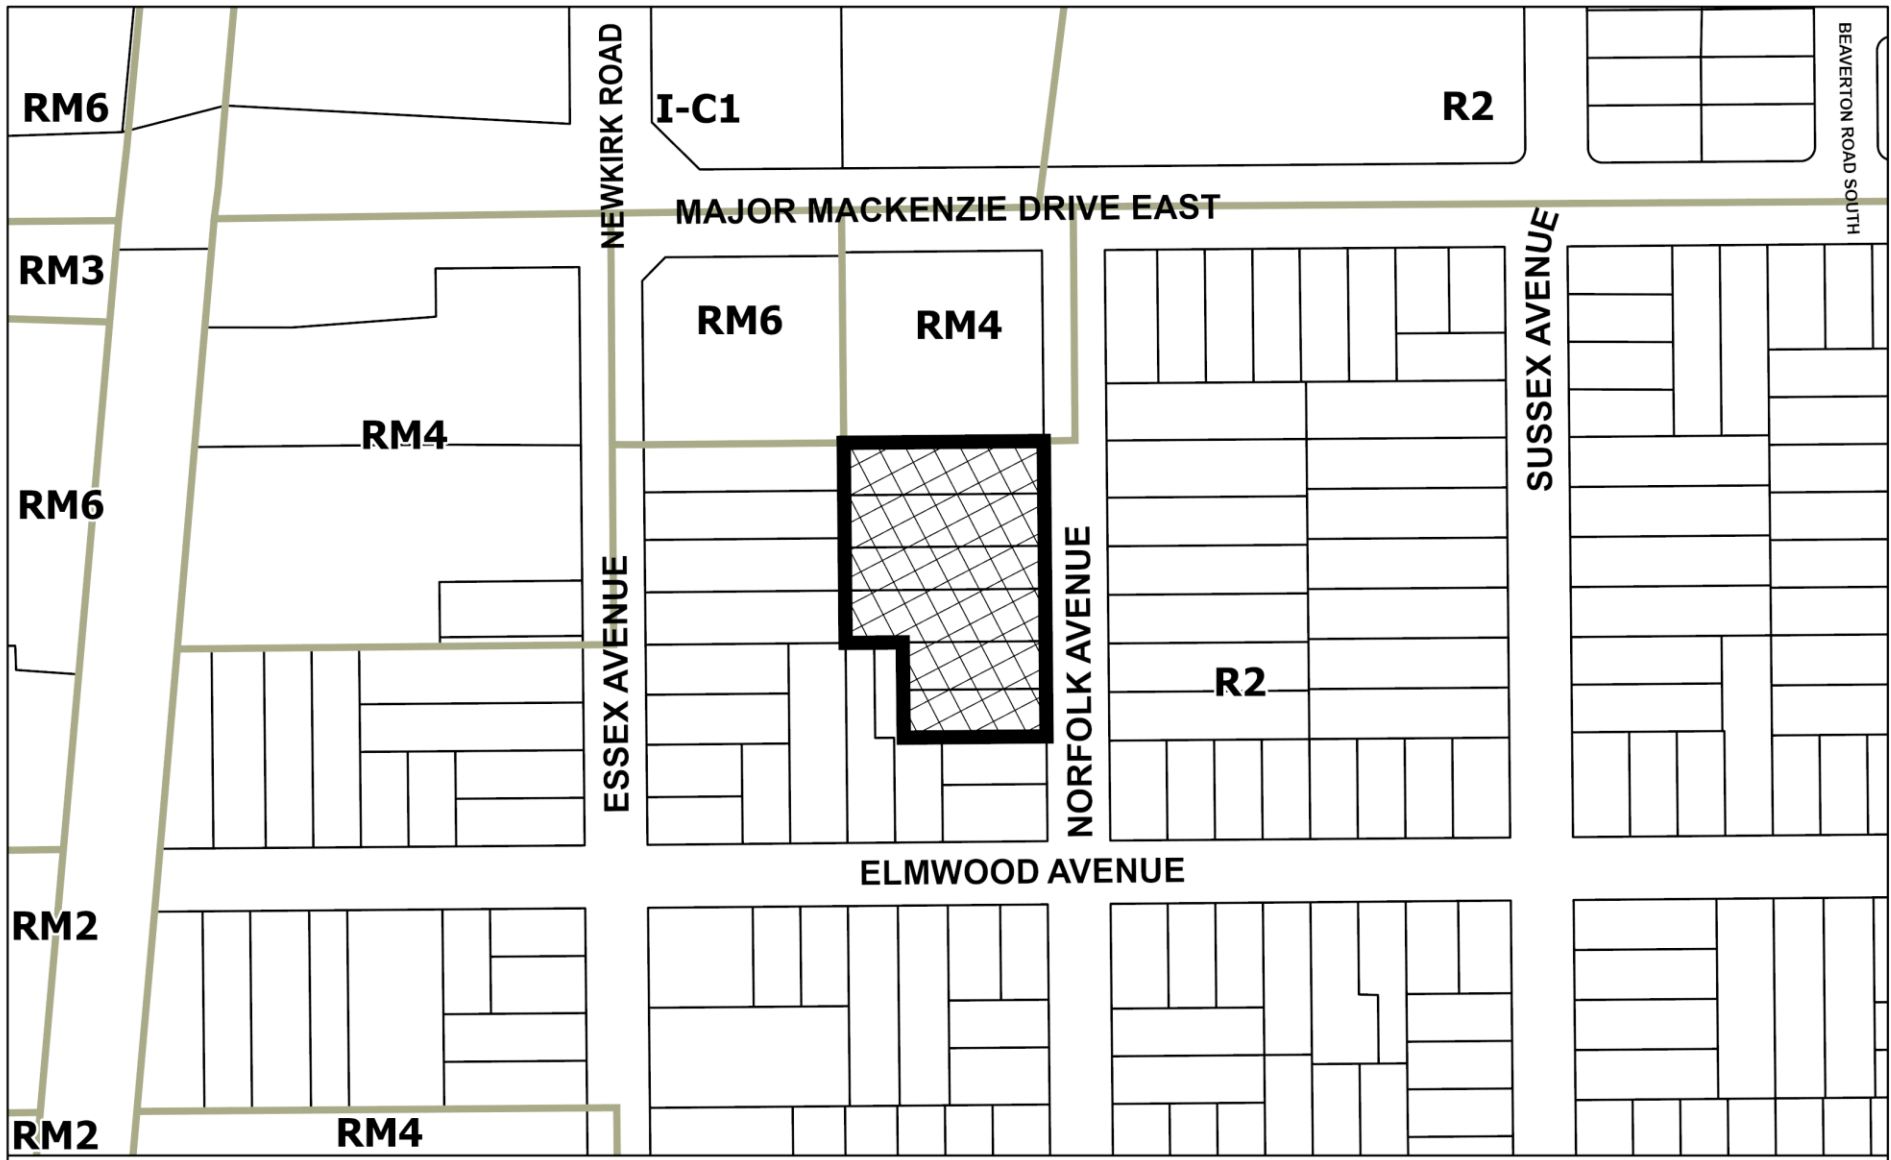 RM6
NEWKIRK ROAD
I-C1
R2
BEAVERTON ROAD SOUTH
MAJOR MACKENZIE DRIVE EAST
RM3
RM6
RM4
SUSSEX AVENUE
RM4
RM6
ESSEX AVENUE
NORFOLK AVENUE
R2
ELMWOOD AVENUE
RM2
RM2
RM4